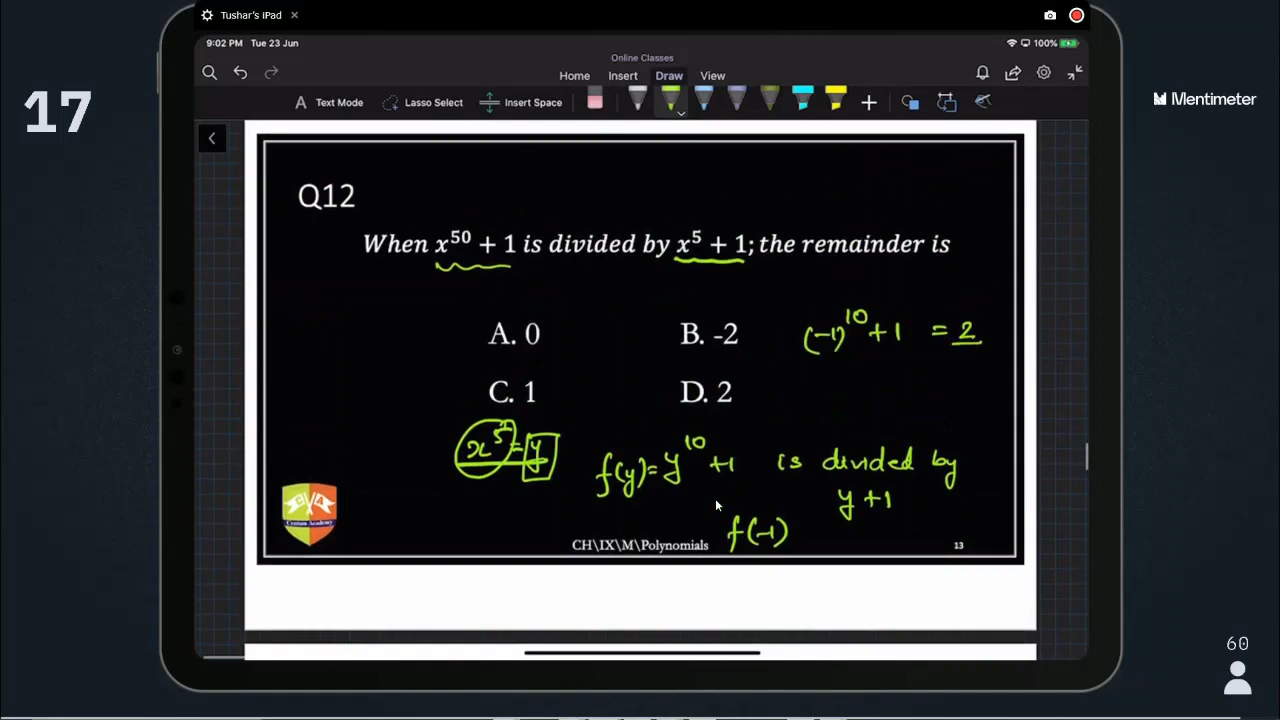 Tushar's iPad ×
9:02 PM Tue 23 Jun
100%
Online Classes
Home Insert Draw View
A Text Mode Lasso Select Insert Space
17
Mentimeter
Q12
When x⁵⁰ + 1 is divided by x⁵ + 1; the remainder is
A. 0 B. -2 (-1)¹⁰ + 1 = 2
C. 1 D. 2
x⁵ = y f(y) = y¹⁰ + 1 is divided by
y + 1
f(-1)
Centum Academy
CH\IX\M\Polynomials 13
60